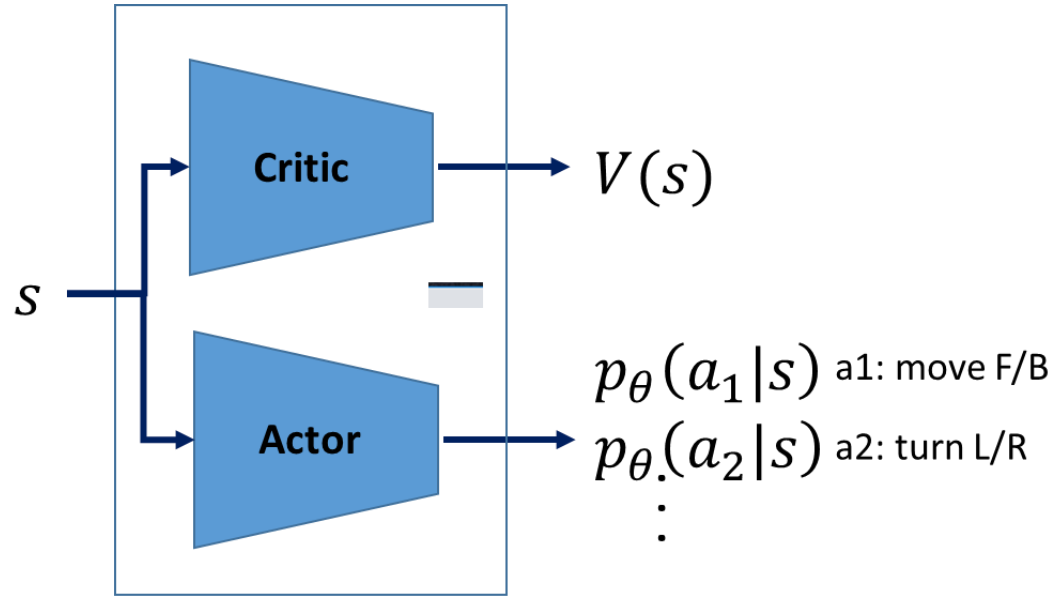 Critic
V(s)
s
p_θ(a_1|s) a1: move F/B
Actor
p_θ(a_2|s) a2: turn L/R
⋮